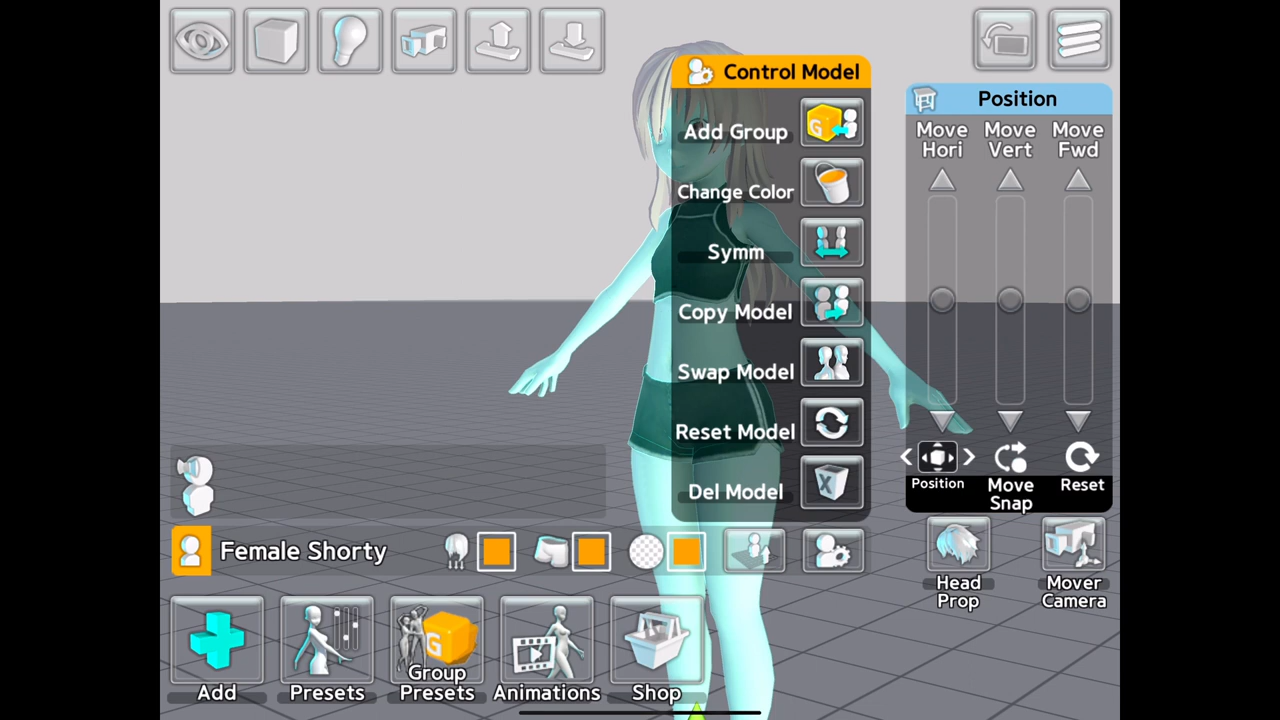 Control Model
Add Group
Change Color
Symm
Copy Model
Swap Model
Reset Model
Del Model
Position
Move Hori
Move Vert
Move Fwd
Position
Move Snap
Reset
Head Prop
Mover Camera
Female Shorty
G
G
X
Add
Presets
Group Presets
Animations
Shop